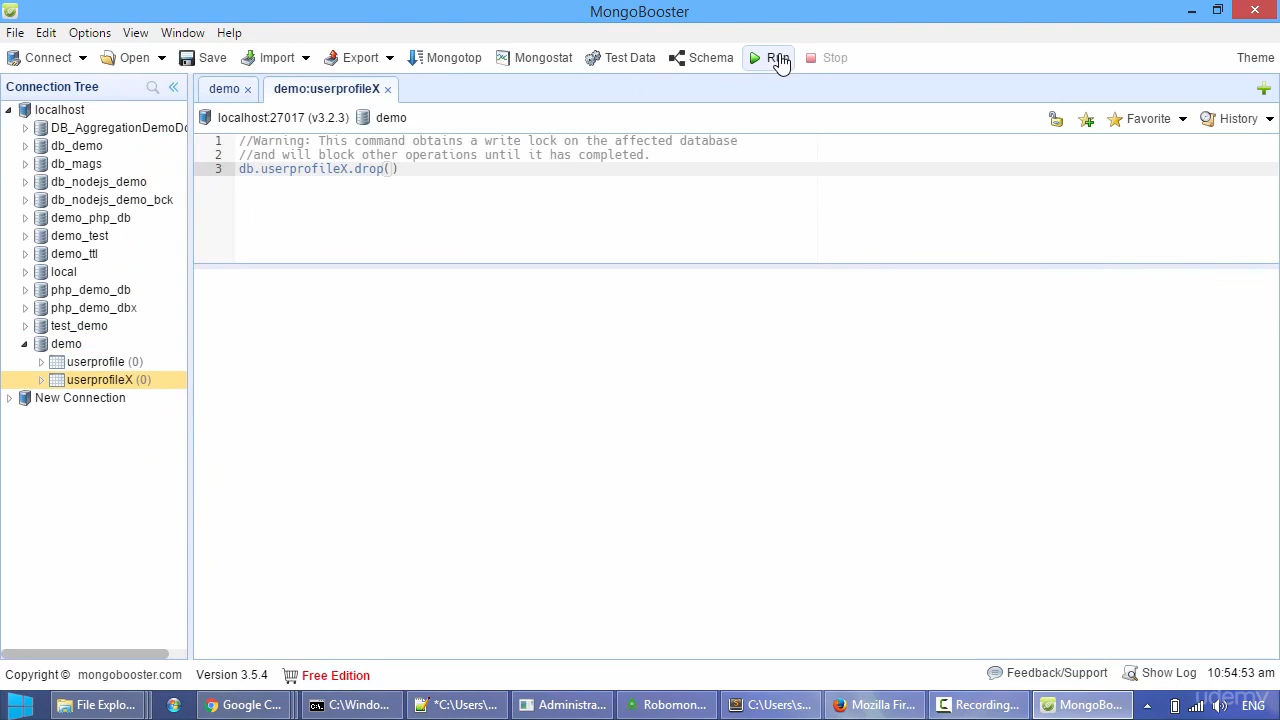 MongoBooster
File Edit Options View Window Help
Connect Open Save Import Export Mongotop Mongostat Test Data Schema Run Stop Theme
Connection Tree
demo × demo:userprofileX ×
localhost:27017 (v3.2.3) demo Favorite History
1 //Warning: This command obtains a write lock on the affected database
2 //and will block other operations until it has completed.
3 db.userprofileX.drop()
localhost
DB_AggregationDemoDo
db_demo
db_mags
db_nodejs_demo
db_nodejs_demo_bck
demo_php_db
demo_test
demo_ttl
local
php_demo_db
php_demo_dbx
test_demo
demo
userprofile (0)
userprofileX (0)
New Connection
Copyright © mongobooster.com Version 3.5.4 Free Edition Feedback/Support Show Log 10:54:53 am
File Explo... Google C... C:\Windo... *C:\Users\... Administra... Robomon... C:\Users\s... Mozilla Fir... Recording... MongoBo... ENG
udemy